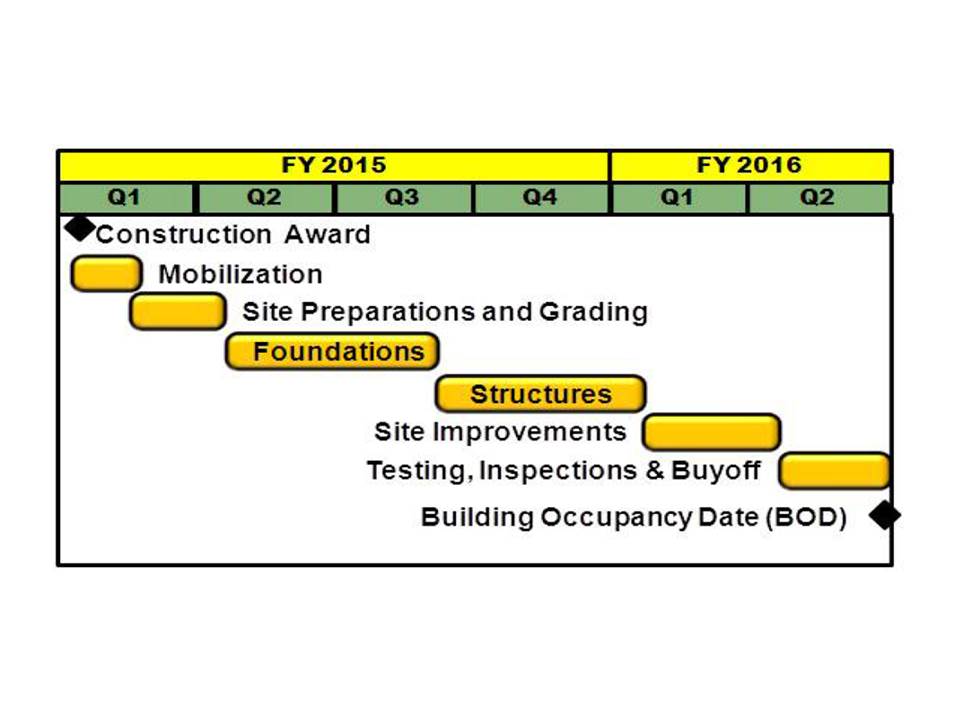 FY 2015 FY 2016
Q1 Q2 Q3 Q4 Q1 Q2
Construction Award
Mobilization
Site Preparations and Grading
Foundations
Structures
Site Improvements
Testing, Inspections & Buyoff
Building Occupancy Date (BOD)